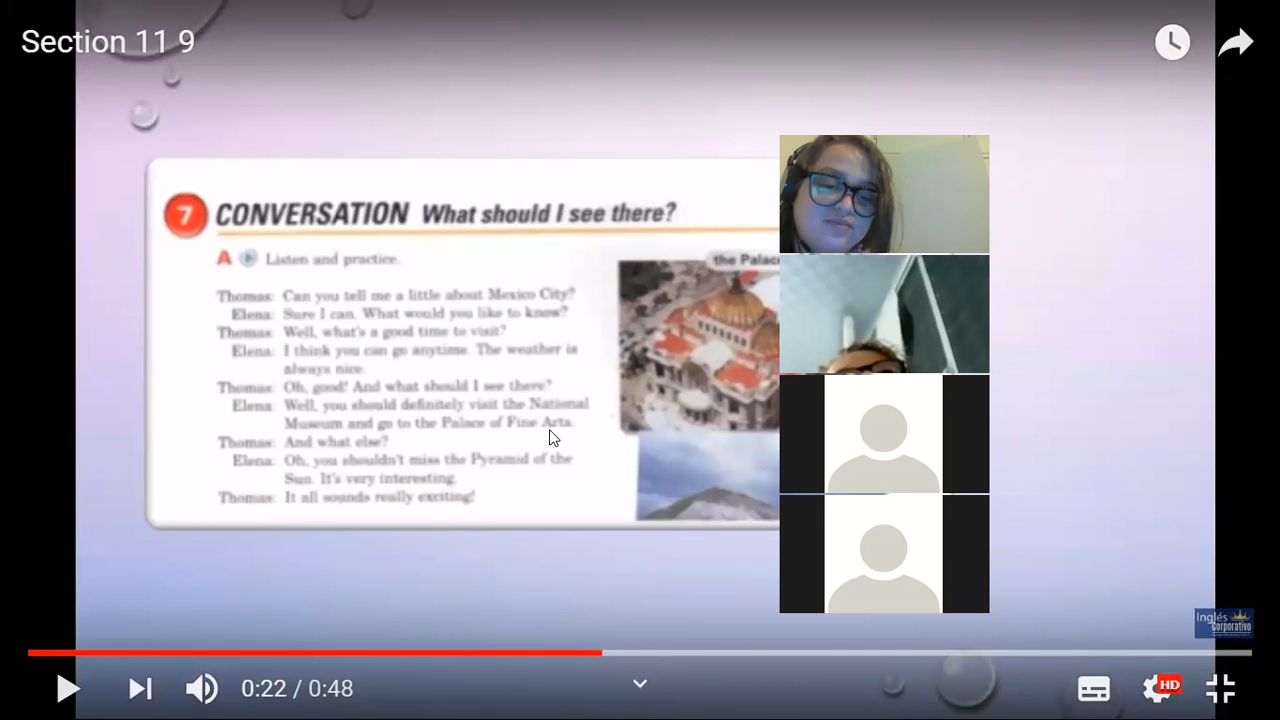 Section 11 9
7 CONVERSATION What should I see there?
A Listen and practice.
the Palace
Thomas: Can you tell me a little about Mexico City?
Elena: Sure I can. What would you like to know?
Thomas: Well, what's a good time to visit?
Elena: I think you can go anytime. The weather is
always nice.
Thomas: Oh, good! And what should I see there?
Elena: Well, you should definitely visit the National
Museum and go to the Palace of Fine Arts.
Thomas: And what else?
Elena: Oh, you shouldn't miss the Pyramid of the
Sun. It's very interesting.
Thomas: It all sounds really exciting!
Inglés
Corporativo
0:22 / 0:48
HD